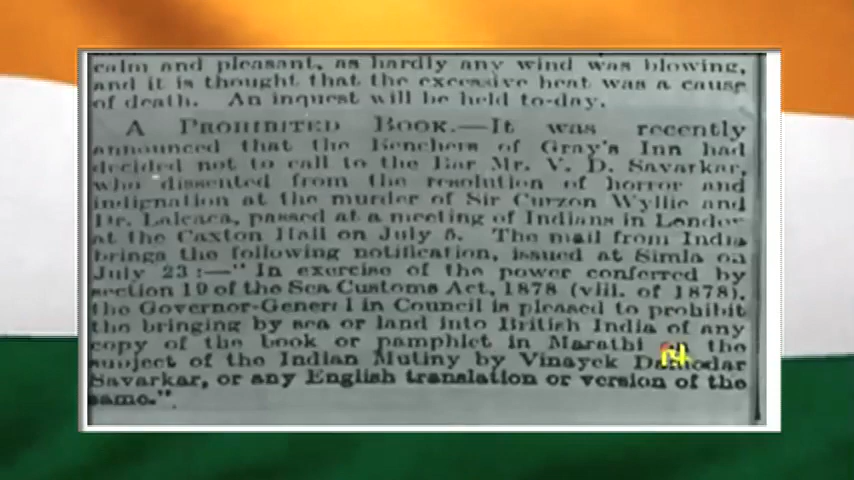 calm and pleasant, as hardly any wind was blowing,
and it is thought that the excessive heat was a cause
of death. An inquest will be held to-day.
A PROHIBITED BOOK.—It was recently
announced that the Benchers of Gray's Inn had
decided not to call to the Bar Mr. V. D. Savarkar,
who dissented from the resolution of horror and
indignation at the murder of Sir Curzon Wyllie and
Dr. Lalcaca, passed at a meeting of Indians in London
at the Caxton Hall on July 5. The mail from India
brings the following notification, issued at Simla on
July 23:—"In exercise of the power conferred by
section 19 of the Sea Customs Act, 1878 (viii. of 1878),
the Governor-General in Council is pleased to prohibit
the bringing by sea or land into British India of any
copy of the book or pamphlet in Marathi the
subject of the Indian Mutiny by Vinayek Damodar
Savarkar, or any English translation or version of the
same."